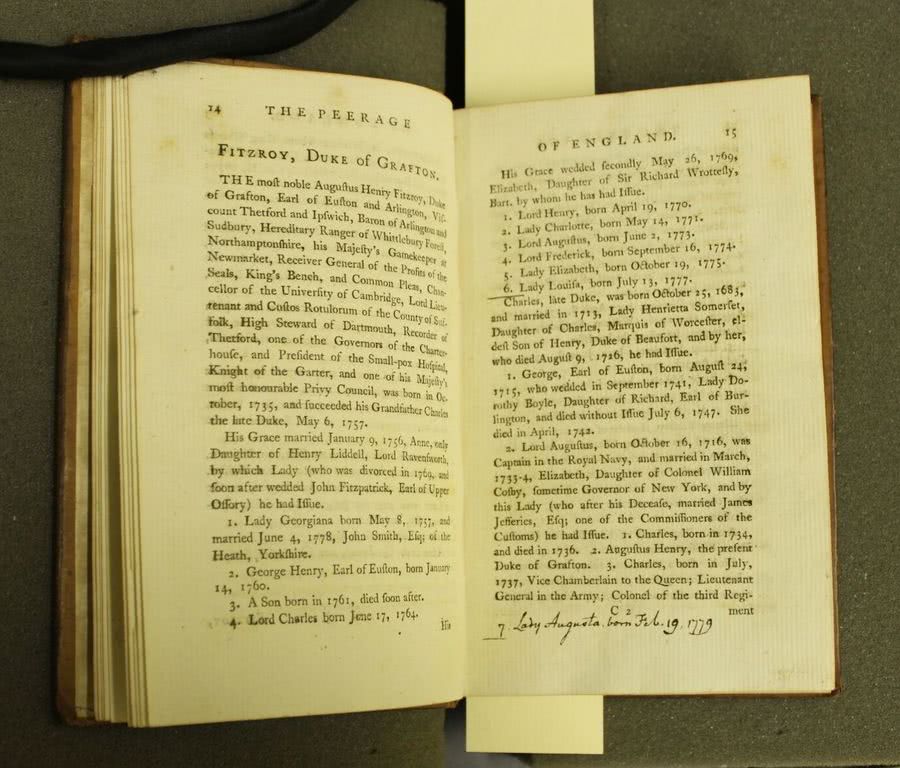 14 THE PEERAGE
FITZROY, DUKE of GRAFTON.
THE moſt noble Auguſtus Henry Fitzroy, Duke
of Grafton, Earl of Euſton and Arlington, Viſ-
count Thetford and Ipſwich, Baron of Arlington and
Sudbury, Hereditary Ranger of Whittlebury Foreſt,
Northamptonſhire, his Majeſty's Gamekeeper at
Newmarket, Receiver General of the Profits of the
Seals, King's Bench, and Common Pleas, Chan-
cellor of the Univerſity of Cambridge, Lord Lieu-
tenant and Cuſtos Rotulorum of the County of Suf-
folk, High Steward of Dartmouth, Recorder of
Thetford, one of the Governors of the Charter-
houſe, and Preſident of the Small-pox Hoſpital,
Knight of the Garter, and one of his Majeſty's
moſt honourable Privy Council, was born in Oc-
tober, 1735, and ſucceeded his Grandfather Charles
the late Duke, May 6, 1757.
His Grace married January 9, 1756, Anne, only
Daughter of Henry Liddell, Lord Ravenſworth,
by which Lady (who was divorced in 1769, and
ſoon after wedded John Fitzpatrick, Earl of Upper
Oſſory) he had Iſſue.
1. Lady Georgiana born May 8, 1757, and
married June 4, 1778, John Smith, Eſq; of the
Heath, Yorkſhire.
2. George Henry, Earl of Euſton, born January
14, 1760.
3. A Son born in 1761, died ſoon after.
4. Lord Charles born June 17, 1764.
His
OF ENGLAND. 15
His Grace wedded ſecondly May 26, 1769,
Elizabeth, Daughter of Sir Richard Wrotteſly,
Bart. by whom he has had Iſſue.
1. Lord Henry, born April 19, 1770.
2. Lady Charlotte, born May 14, 1771.
3. Lord Auguſtus, born June 2, 1773.
4. Lord Frederick, born September 16, 1774.
5. Lady Elizabeth, born October 19, 1775.
6. Lady Louiſa, born July 13, 1777.
Charles, late Duke, was born October 25, 1683,
and married in 1713, Lady Henrietta Somerſet,
Daughter of Charles, Marquis of Worceſter, el-
deſt Son of Henry, Duke of Beaufort, and by her,
who died Auguſt 9, 1726, he had Iſſue.
1. George, Earl of Euſton, born Auguſt 24,
1715, who wedded in September 1741, Lady Do-
rothy Boyle, Daughter of Richard, Earl of Bur-
lington, and died without Iſſue July 6, 1747. She
died in April, 1742.
2. Lord Auguſtus, born October 16, 1716, was
Captain in the Royal Navy, and married in March,
1733-4, Elizabeth, Daughter of Colonel William
Coſby, ſometime Governor of New York, and by
this Lady (who after his Deceaſe, married James
Jefferies, Eſq; one of the Commiſſioners of the
Cuſtoms) he had Iſſue. 1. Charles, born in 1734,
and died in 1736. 2. Auguſtus Henry, the preſent
Duke of Grafton. 3. Charles, born in July,
1737, Vice Chamberlain to the Queen; Lieutenant
General in the Army; Colonel of the third Regi-
C 2 ment
7 Lady Augusta. born Feb. 19, 1779